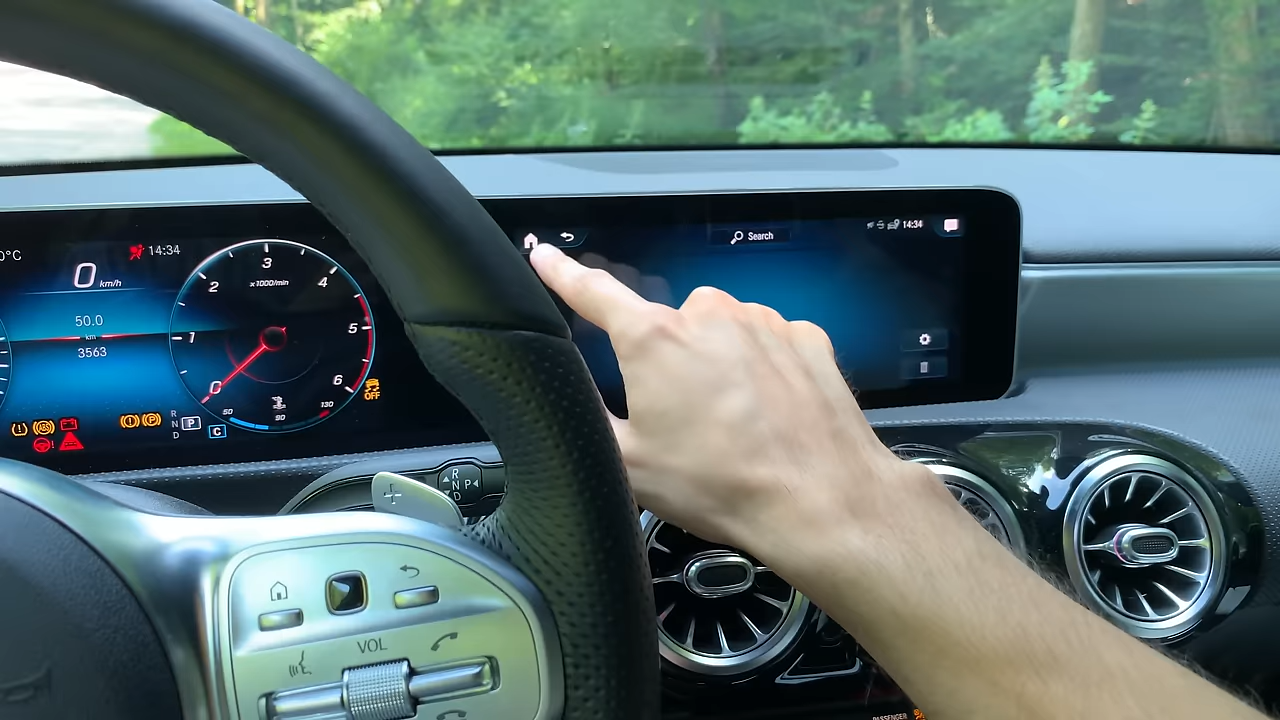 0°C
14:34
0 km/h
50.0
km
3563
x1000/min
0
1
2
3
4
5
6
50
90
130
OFF
R
N
D
P
C
Search
14:34
R
N
D
P
VOL
PASSENGER